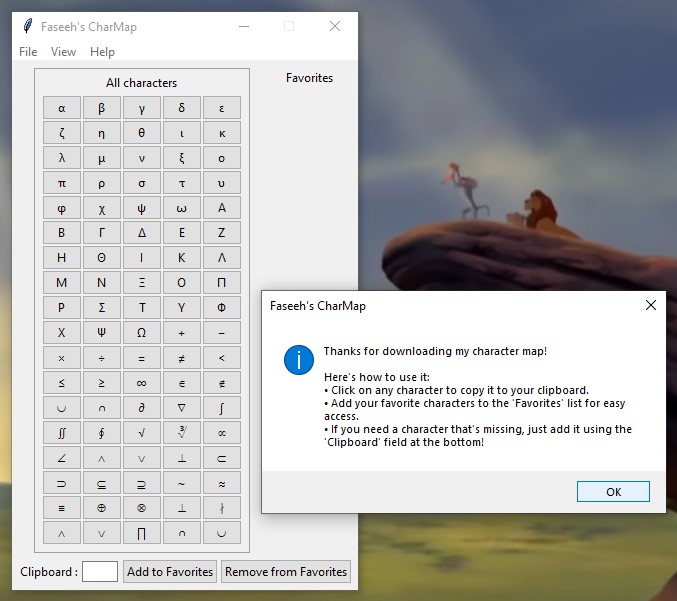 Faseeh's CharMap
File View Help
All characters
α β γ δ ε
ζ η θ ι κ
λ μ ν ξ ο
π ρ σ τ υ
φ χ ψ ω Α
Β Γ Δ Ε Ζ
Η Θ Ι Κ Λ
Μ Ν Ξ Ο Π
Ρ Σ Τ Υ Φ
Χ Ψ Ω + −
× ÷ = ≠ <
≤ ≥ ∞ ∈ ∉
∪ ∩ ∂ ∇ ∫
∬ ∮ √ ∛ ∝
∠ ∧ ∨ ⊥ ⊂
⊃ ⊆ ⊇ ~ ≈
≡ ⊕ ⊗ ⊥ ∤
∧ ∨ ∏ ∩ ∪
Clipboard : Add to Favorites Remove from Favorites
Favorites
Faseeh's CharMap
Thanks for downloading my character map!
Here's how to use it:
• Click on any character to copy it to your clipboard.
• Add your favorite characters to the 'Favorites' list for easy
access.
• If you need a character that's missing, just add it using the
'Clipboard' field at the bottom!
OK